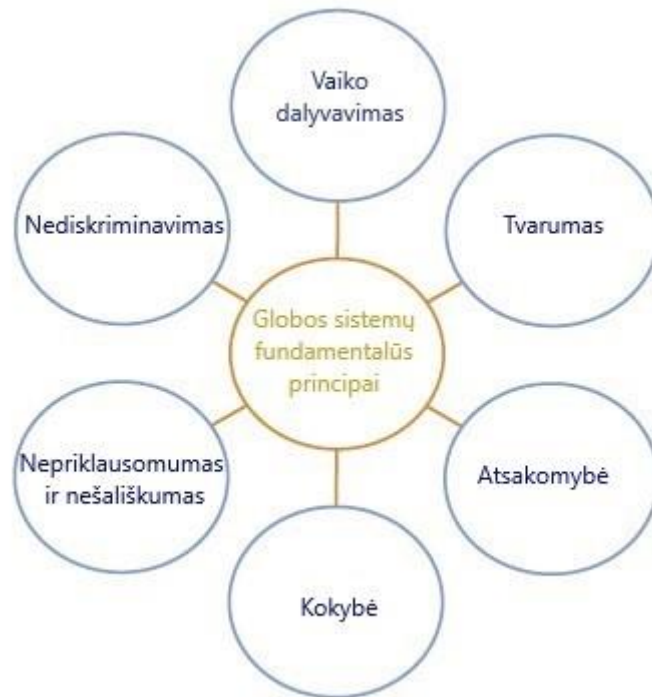 Vaiko
dalyvavimas
Nediskriminavimas
Tvarumas
Globos sistemų
fundamentalūs
principai
Nepriklausomumas
ir nešališkumas
Atsakomybė
Kokybė